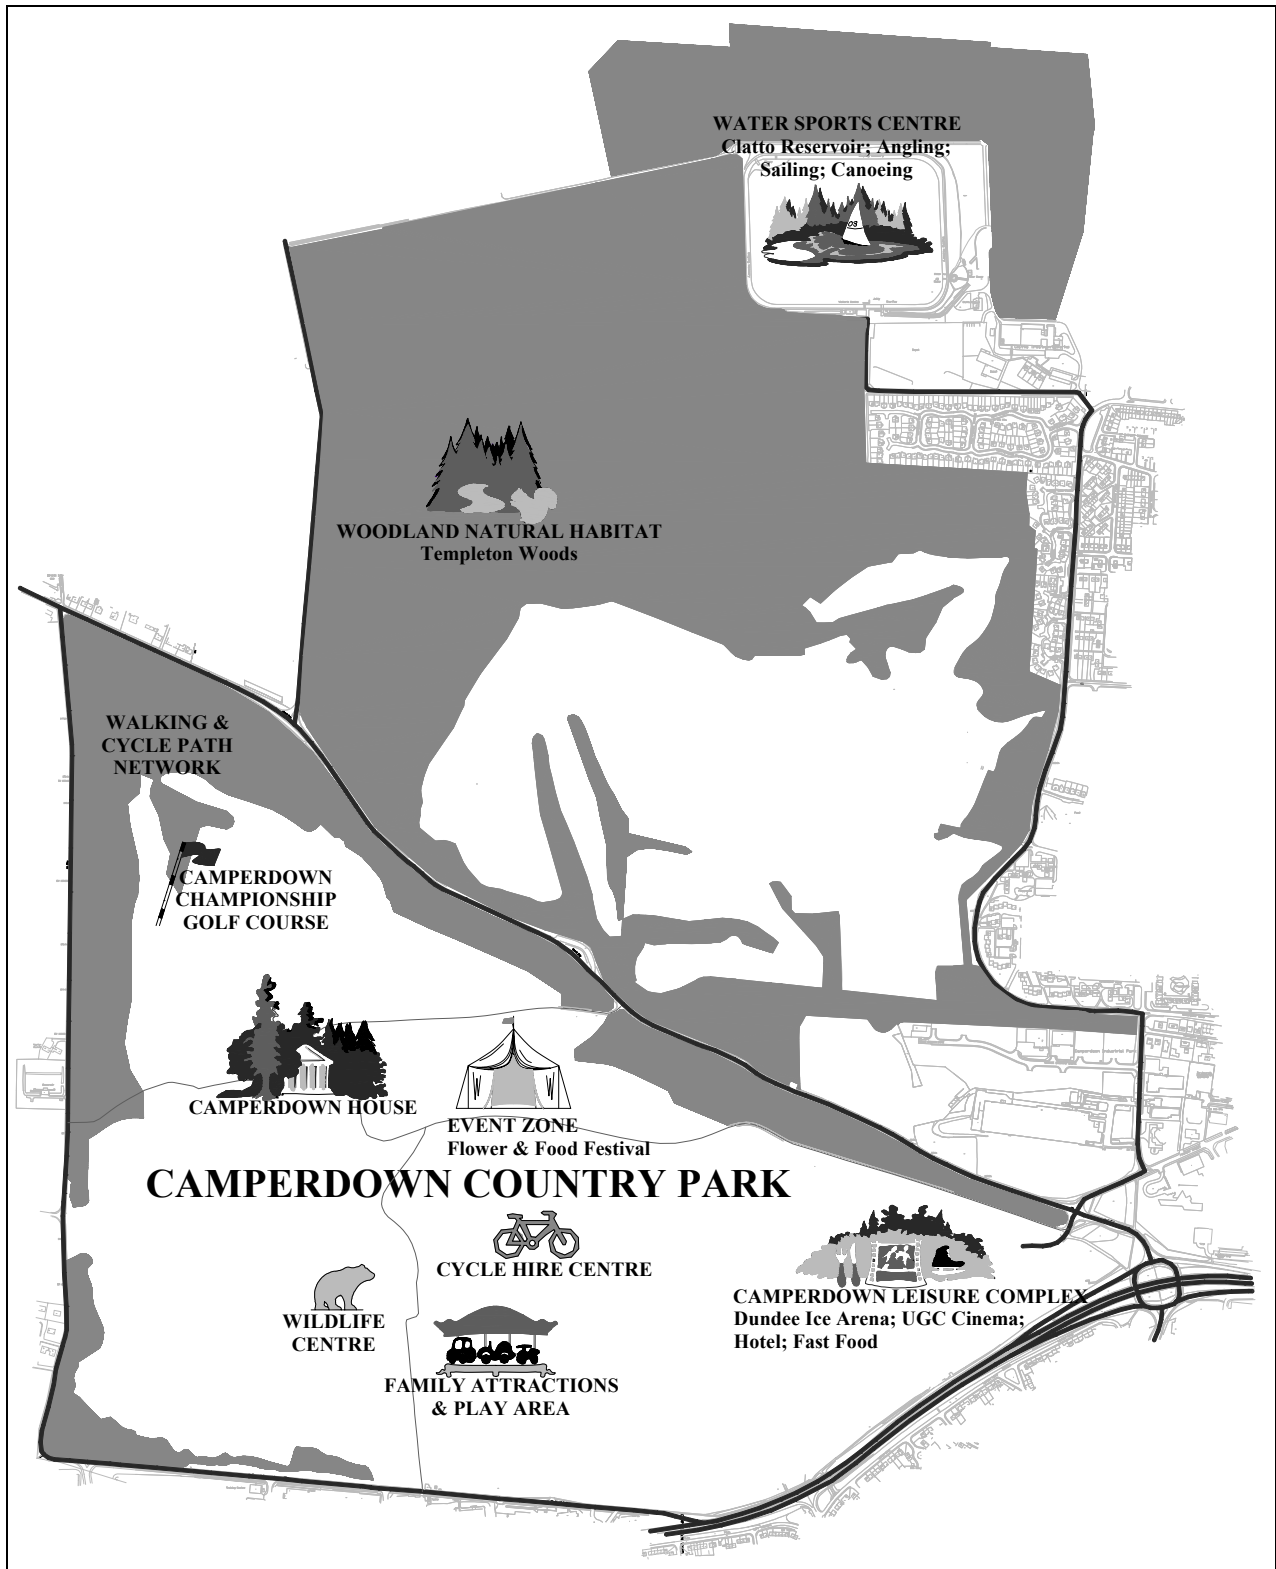 WATER SPORTS CENTRE
Clatto Reservoir; Angling;
Sailing; Canoeing
WOODLAND NATURAL HABITAT
Templeton Woods
WALKING &
CYCLE PATH
NETWORK
CAMPERDOWN
CHAMPIONSHIP
GOLF COURSE
CAMPERDOWN HOUSE
EVENT ZONE
Flower & Food Festival
CAMPERDOWN COUNTRY PARK
CYCLE HIRE CENTRE
WILDLIFE
CENTRE
FAMILY ATTRACTIONS
& PLAY AREA
CAMPERDOWN LEISURE COMPLEX
Dundee Ice Arena; UGC Cinema;
Hotel; Fast Food